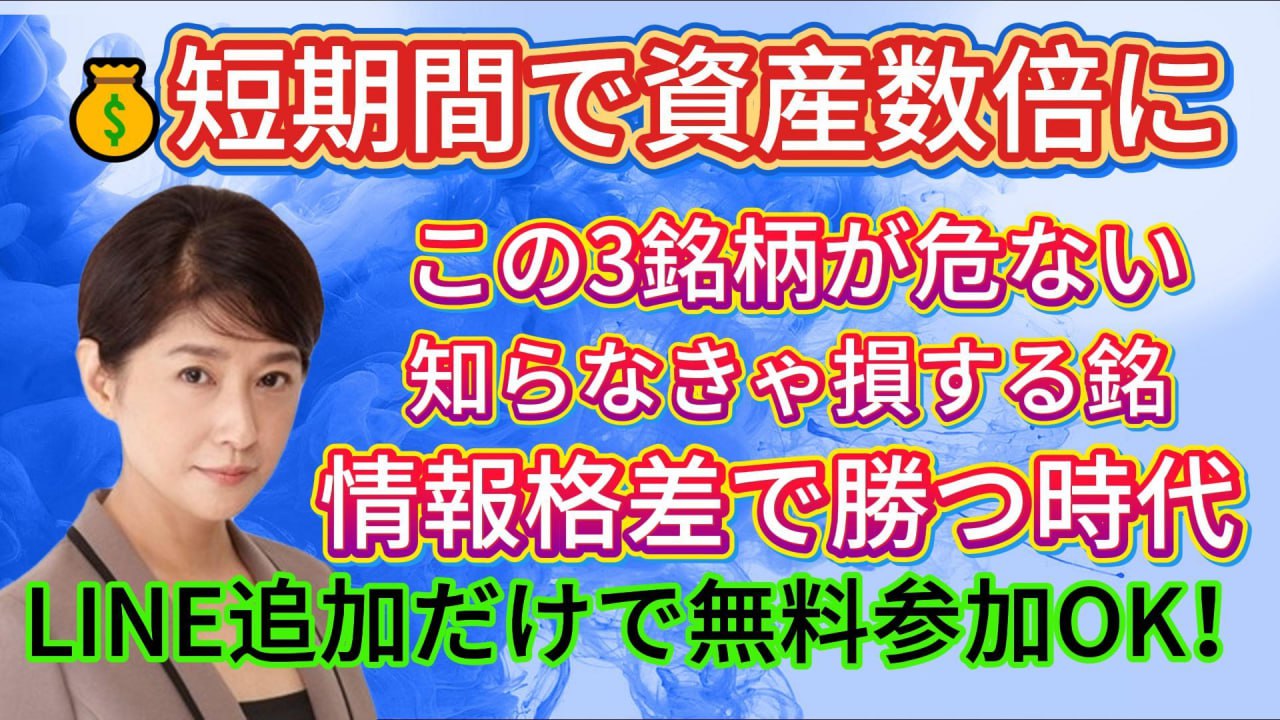 短期間で資産数倍に
この3銘柄が危ない
知らなきゃ損する銘
情報格差で勝つ時代
LINE追加だけで無料参加OK!